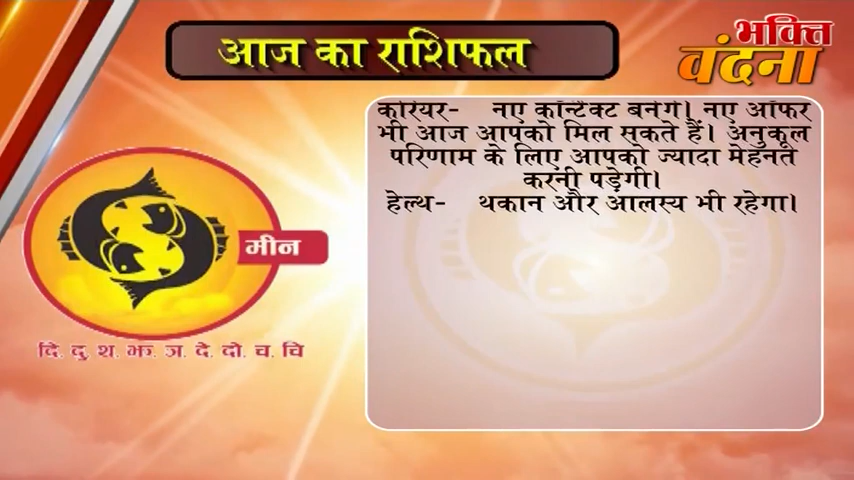 आज का राशिफल
भक्ति
वंदना
करियर- नए कॉन्टैक्ट बनेंगे। नए ऑफर
भी आज आपको मिल सकते हैं। अनुकूल
परिणाम के लिए आपको ज्यादा मेहनत
करनी पड़ेगी।
हेल्थ- थकान और आलस्य भी रहेगा।
मीन
दि. दु. श. झ. ञ. दे. दो. च. चि